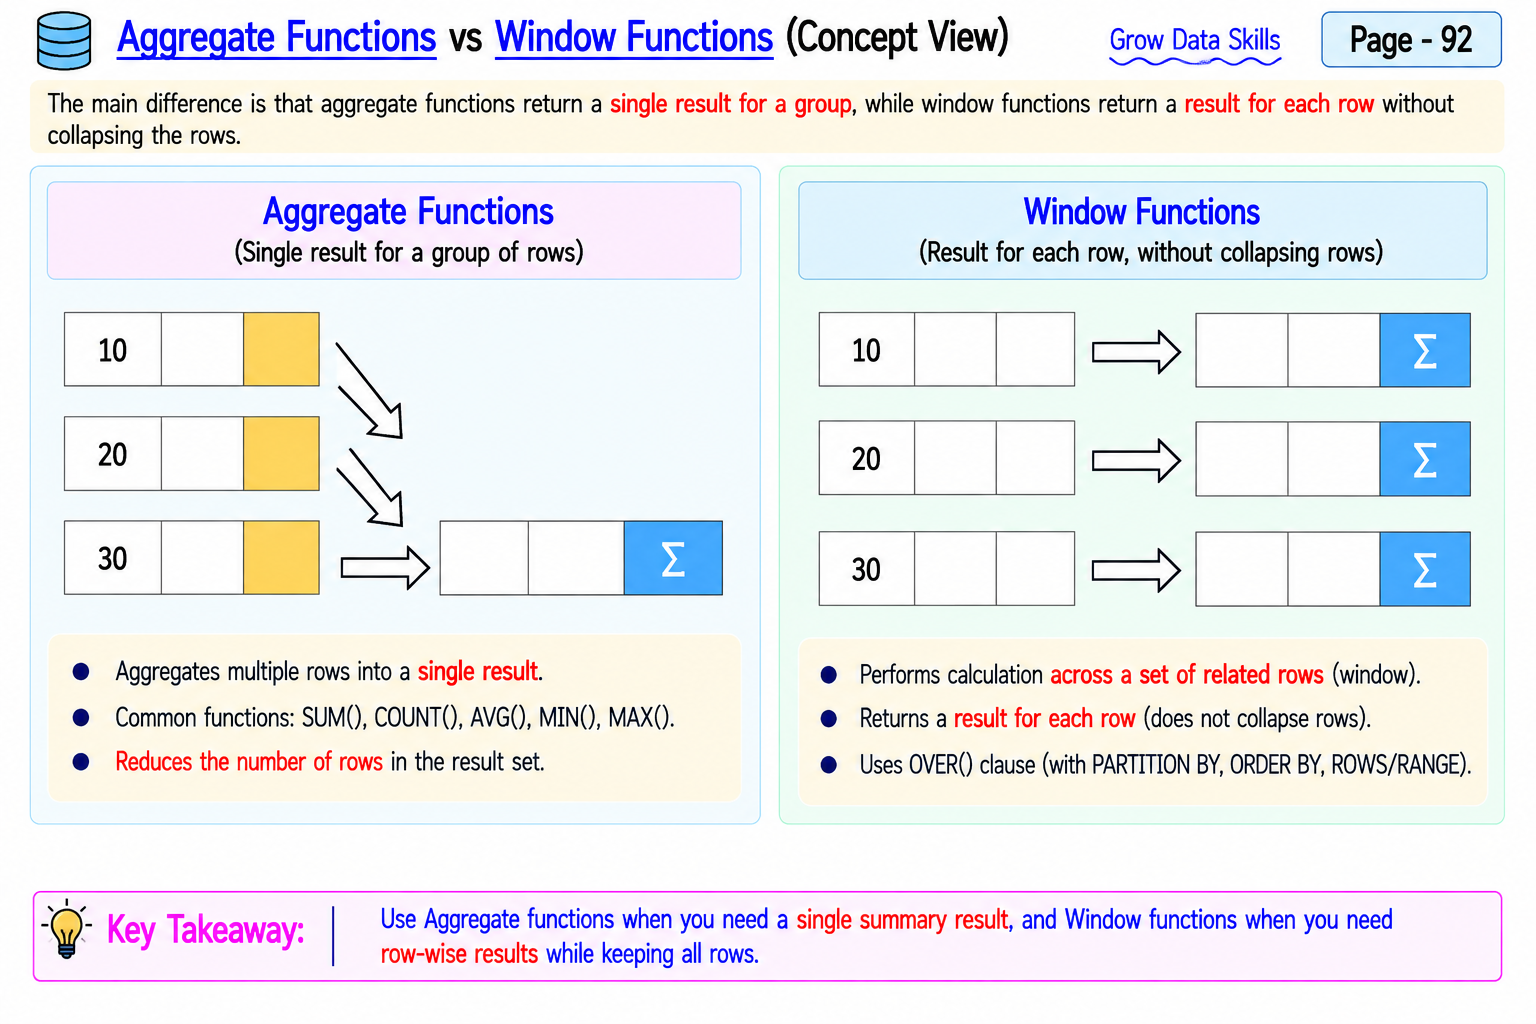 Aggregate Functions vs Window Functions (Concept View)
Grow Data Skills
Page - 92
The main difference is that aggregate functions return a single result for a group, while window functions return a result for each row without
collapsing the rows.
Aggregate Functions
(Single result for a group of rows)
10
20
30
Σ
Aggregates multiple rows into a single result.
Common functions: SUM(), COUNT(), AVG(), MIN(), MAX().
Reduces the number of rows in the result set.
Window Functions
(Result for each row, without collapsing rows)
10
Σ
20
Σ
30
Σ
Performs calculation across a set of related rows (window).
Returns a result for each row (does not collapse rows).
Uses OVER() clause (with PARTITION BY, ORDER BY, ROWS/RANGE).
Key Takeaway:
Use Aggregate functions when you need a single summary result, and Window functions when you need
row-wise results while keeping all rows.